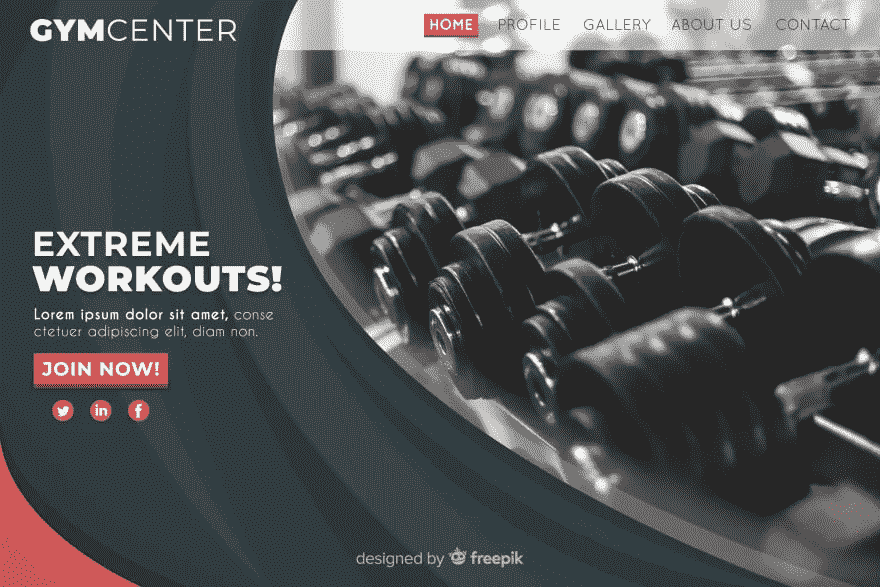 GYMCENTER
HOME PROFILE GALLERY ABOUT US CONTACT
EXTREME
WORKOUTS!
Lorem ipsum dolor sit amet, conse
ctetuer adipiscing elit, diam non.
JOIN NOW!
in f
designed by freepik